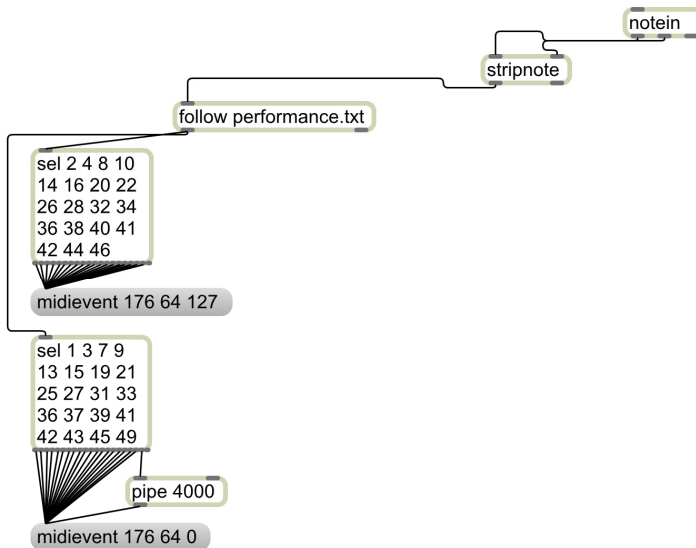 notein
stripnote
follow performance.txt
sel 2 4 8 10
14 16 20 22
26 28 32 34
36 38 40 41
42 44 46
midievent 176 64 127
sel 1 3 7 9
13 15 19 21
25 27 31 33
36 37 39 41
42 43 45 49
pipe 4000
midievent 176 64 0